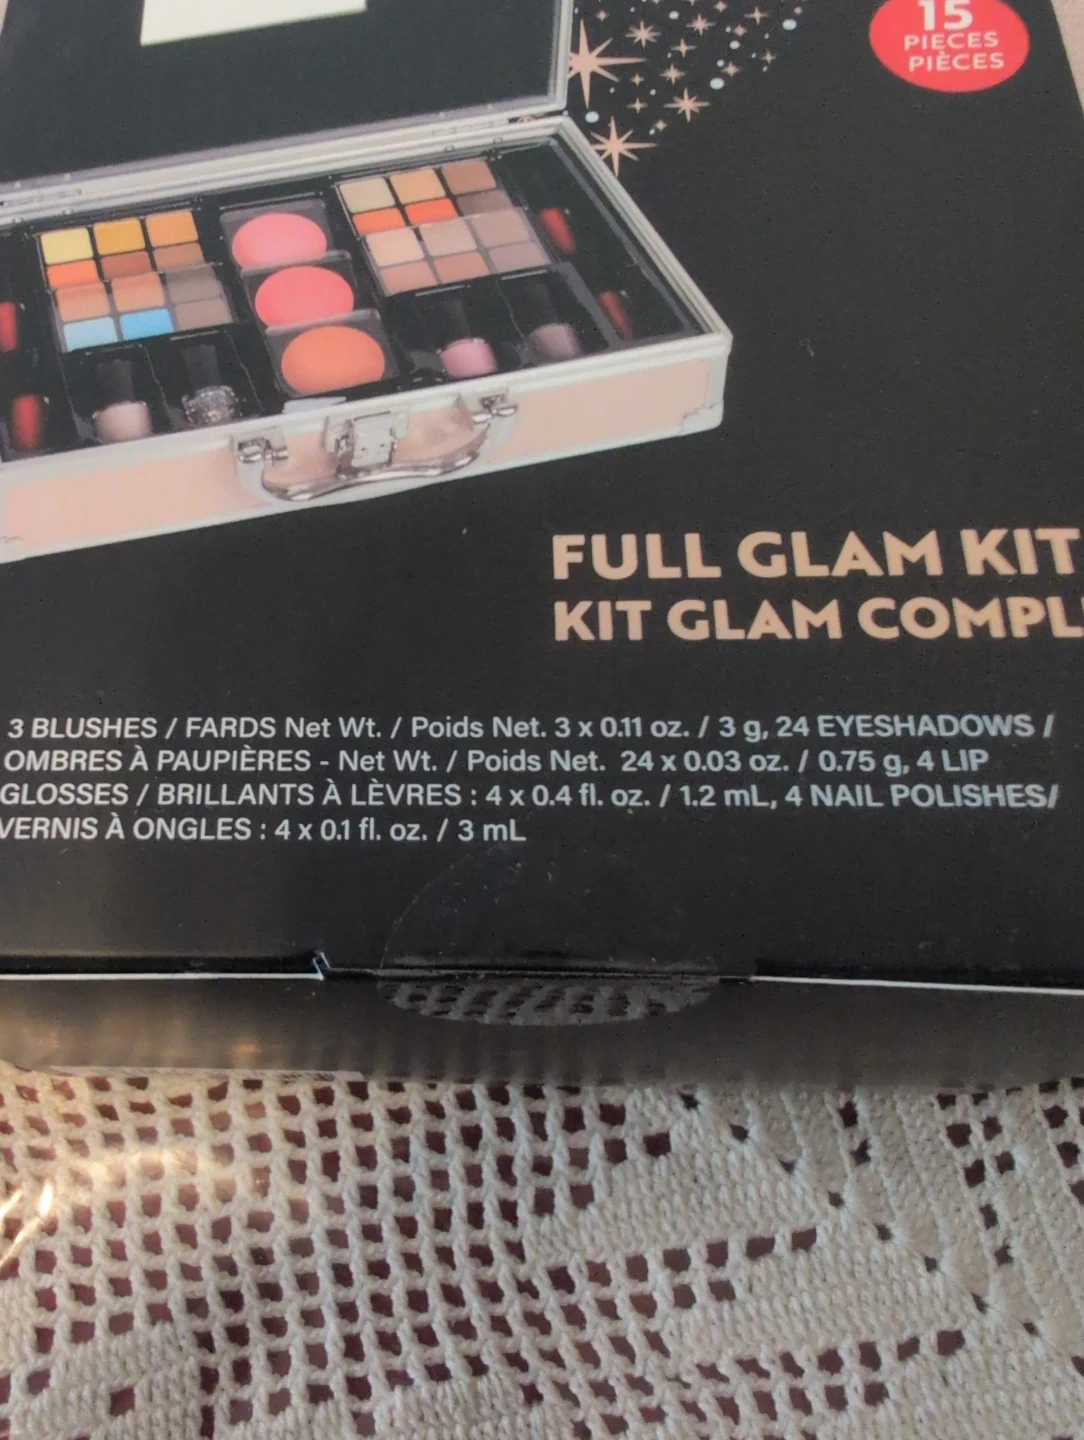 15
PIECES
PIÈCES
FULL GLAM KIT
KIT GLAM
3 BLUSHES / FARDS Net Wt. / Poids Net. 3 x 0.11 oz. / 3 g, 24 EYESHADOWS /
OMBRES À PAUPIÈRES - Net Wt. / Poids Net. 24 x 0.03 oz. / 0.75 g, 4 LIP
GLOSSES / BRILLANTS À LÈVRES : 4 x 0.4 fl. oz. / 1.2 mL, 4 NAIL POLISHES/
VERNIS À ONGLES : 4 x 0.1 fl. oz. / 3 mL